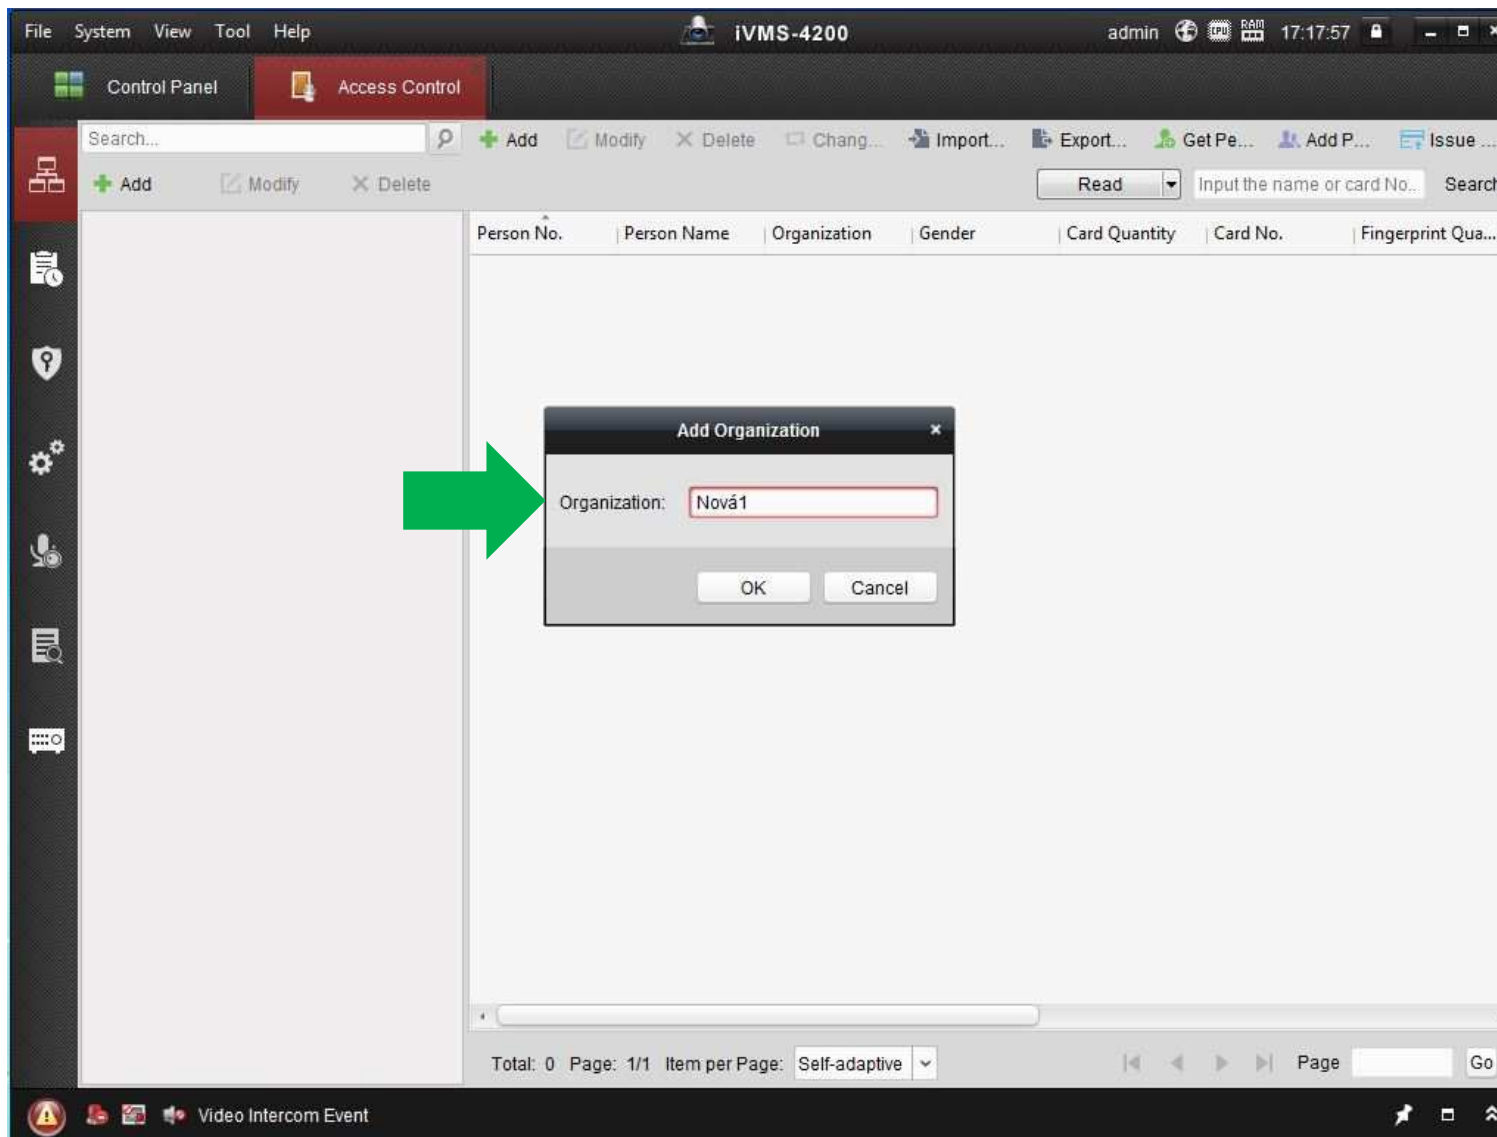 File System View Tool Help iVMS-4200 admin CPU RAM 17:17:57
Control Panel Access Control
Search... Add Modify Delete Chang... Import... Export... Get Pe... Add P... Issue ...
Add Modify Delete Read Input the name or card No.. Search
Person No. Person Name Organization Gender Card Quantity Card No. Fingerprint Qua...
Add Organization
Organization: Nová1
OK Cancel
Total: 0 Page: 1/1 Item per Page: Self-adaptive Page Go
Video Intercom Event